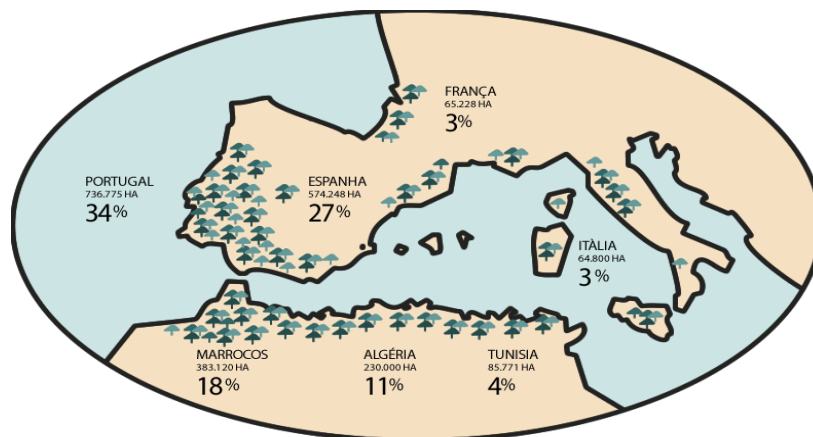 FRANÇA
65.228 HA
3%
PORTUGAL
736.775 HA
34%
ESPANHA
574.248 HA
27%
ITÀLIA
64.800 HA
3%
MARROCOS
383.120 HA
18%
ALGÉRIA
230.000 HA
11%
TUNISIA
85.771 HA
4%